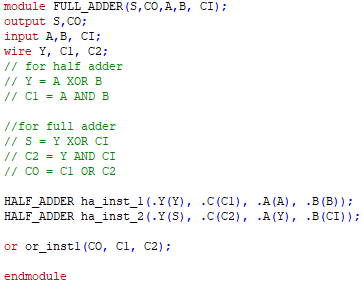 module FULL_ADDER(S,CO,A,B, CI);
output S,CO;
input A,B, CI;
wire Y, C1, C2;
// for half adder
// Y = A XOR B
// C1 = A AND B
//for full adder
// S = Y XOR CI
// C2 = Y AND CI
// CO = C1 OR C2
HALF_ADDER ha_inst_1(.Y(Y), .C(C1), .A(A), .B(B));
HALF_ADDER ha_inst_2(.Y(S), .C(C2), .A(Y), .B(CI));
or or_inst1(CO, C1, C2);
endmodule